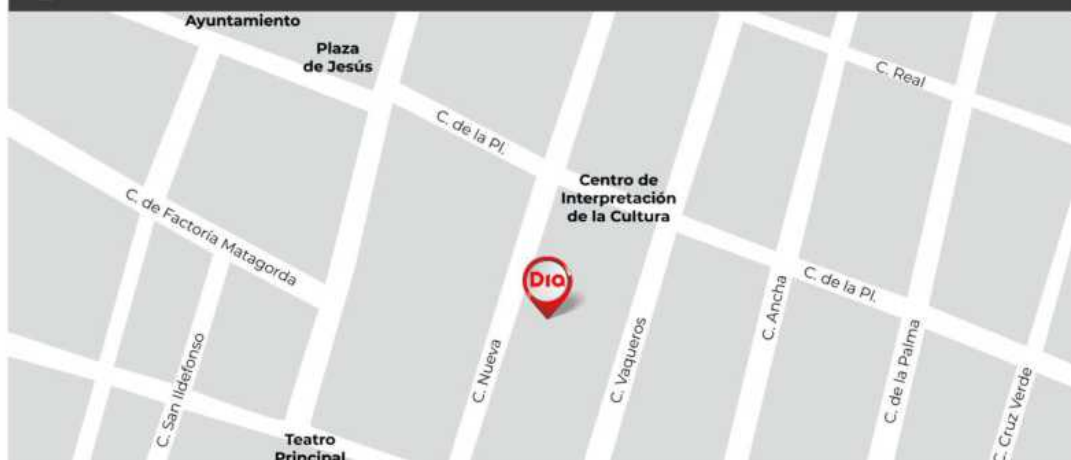 Ayuntamiento
Plaza
de Jesús
C. Real
C. de la Pl.
Centro de
Interpretación
de la Cultura
C. de Factoría Matagorda
Dia
C. de la Pl.
C. Ancha
C. San Ildefonso
C. Nueva
C. Vaqueros
C. de la Palma
C. Cruz Verde
Teatro
Principal